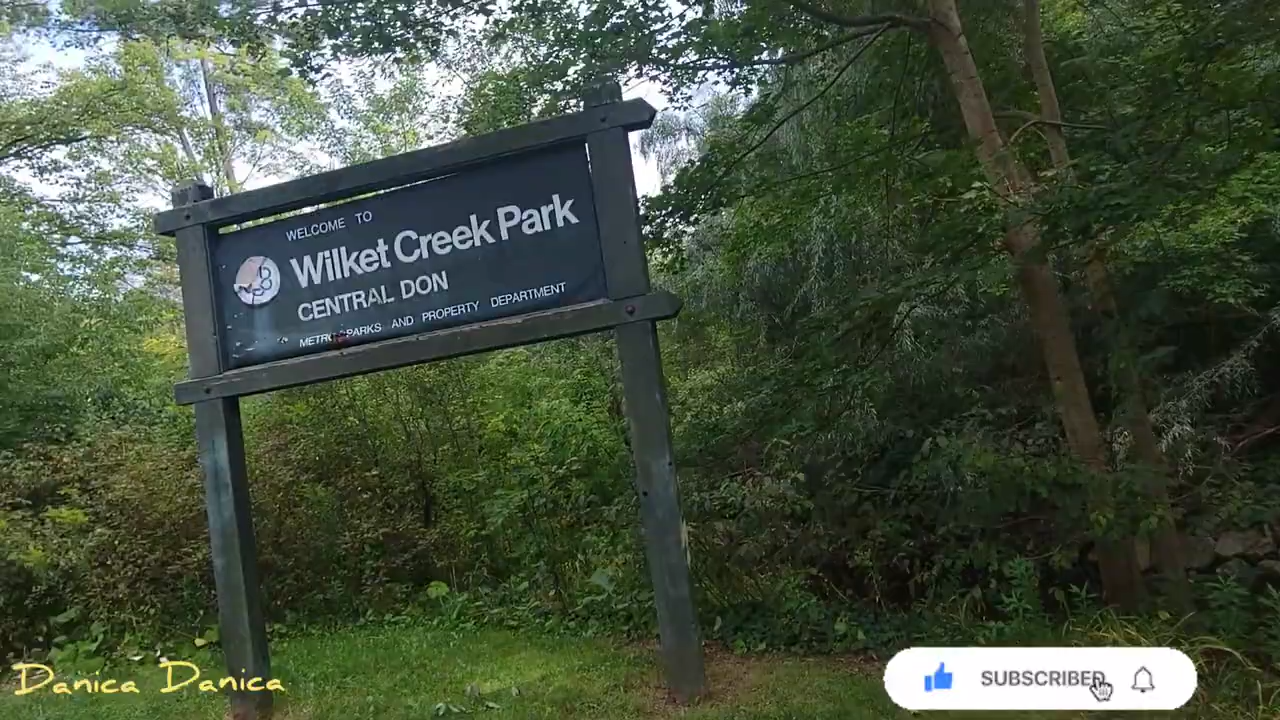 WELCOME TO
Wilket Creek Park
CENTRAL DON
METRO PARKS AND PROPERTY DEPARTMENT
Danica Danica
SUBSCRIBED